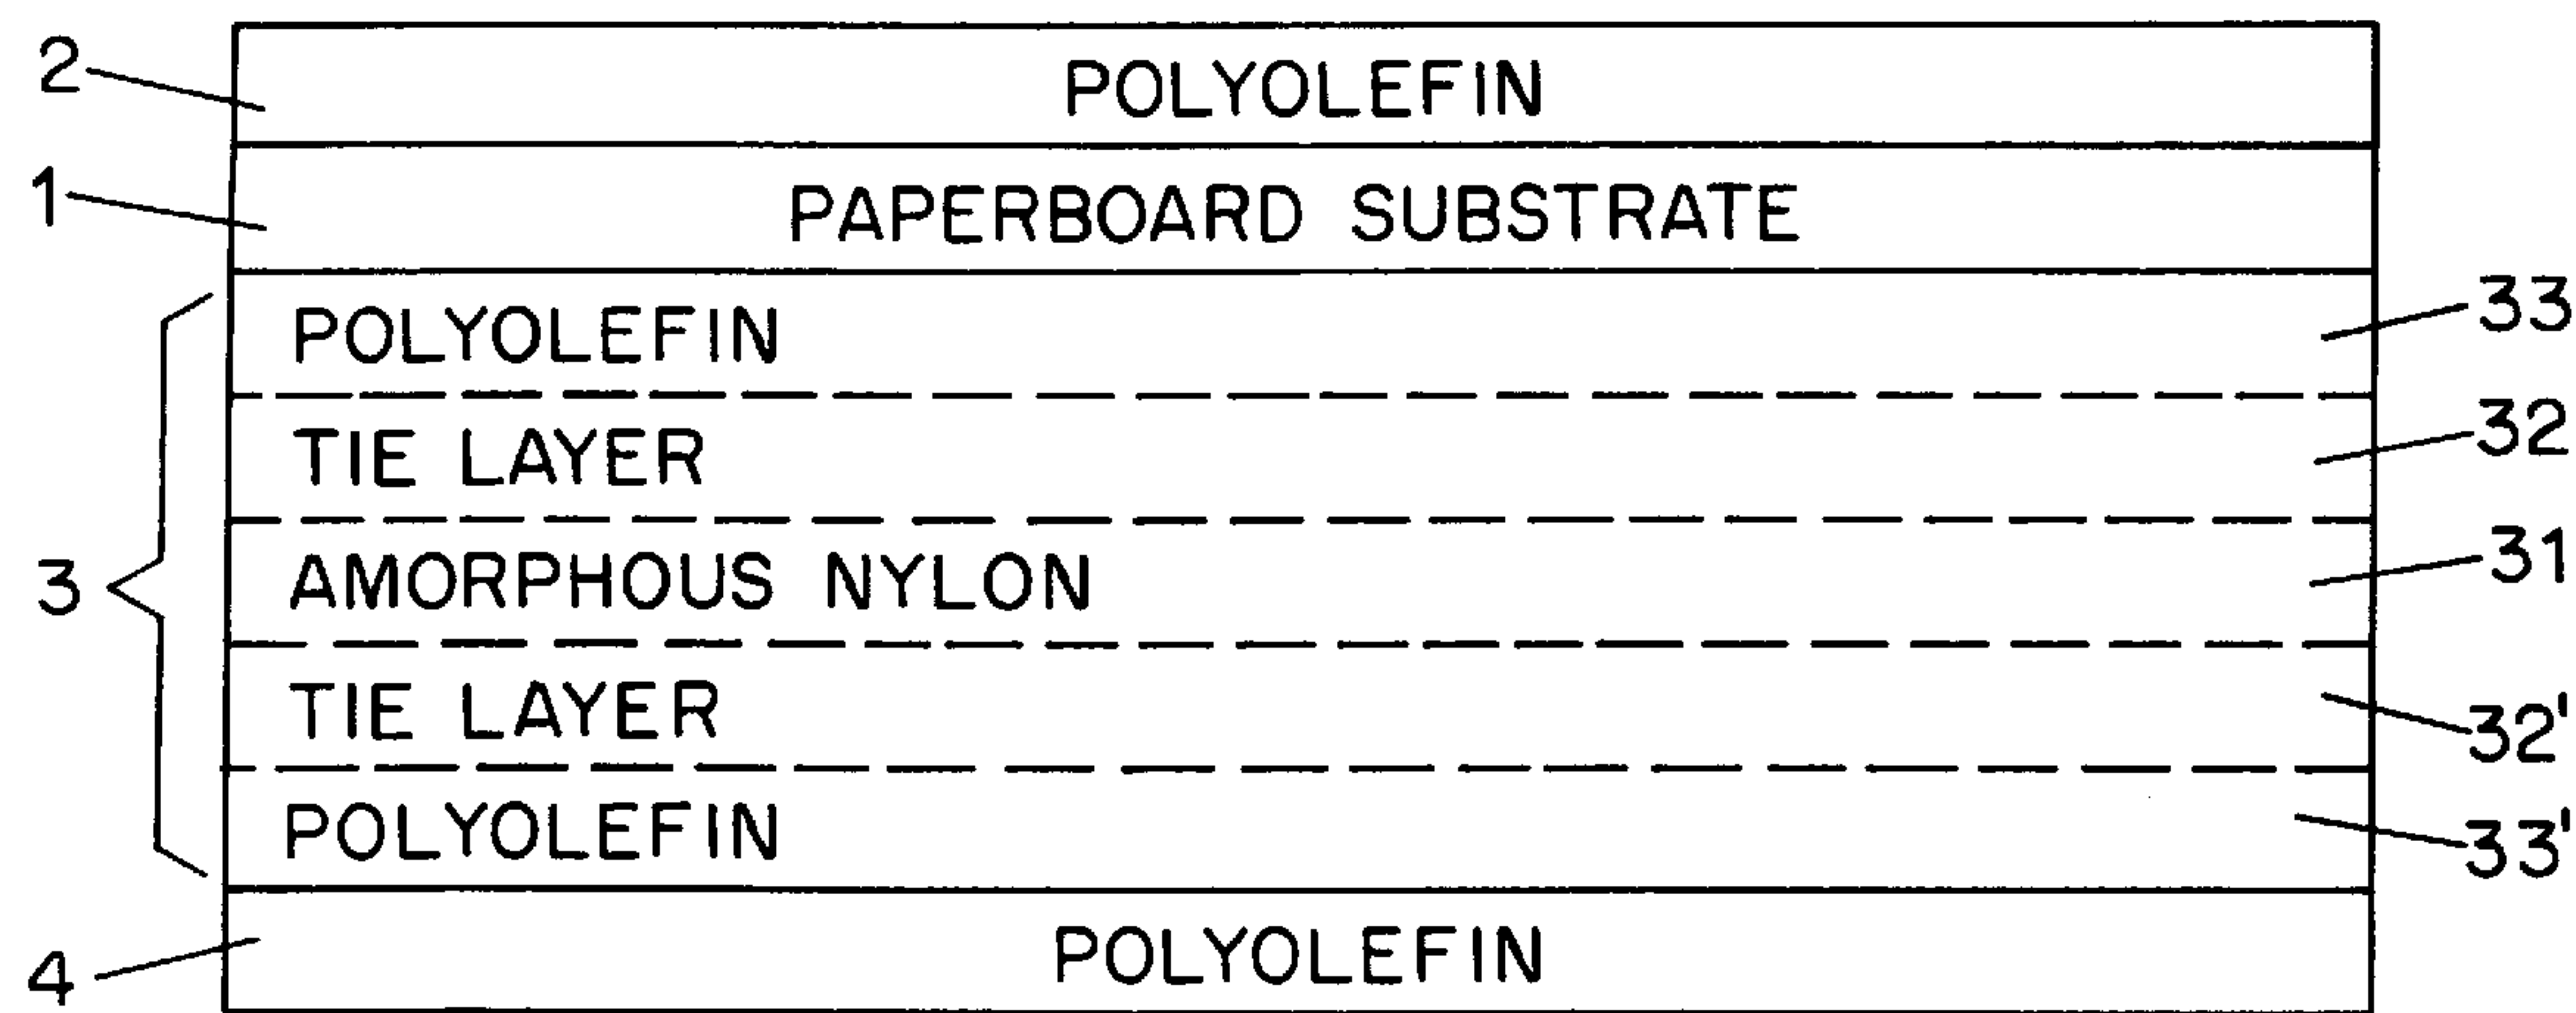 2 POLYOLEFIN
1 PAPERBOARD SUBSTRATE
POLYOLEFIN 33
TIE LAYER 32
3 AMORPHOUS NYLON 31
TIE LAYER 32'
POLYOLEFIN 33'
4 POLYOLEFIN